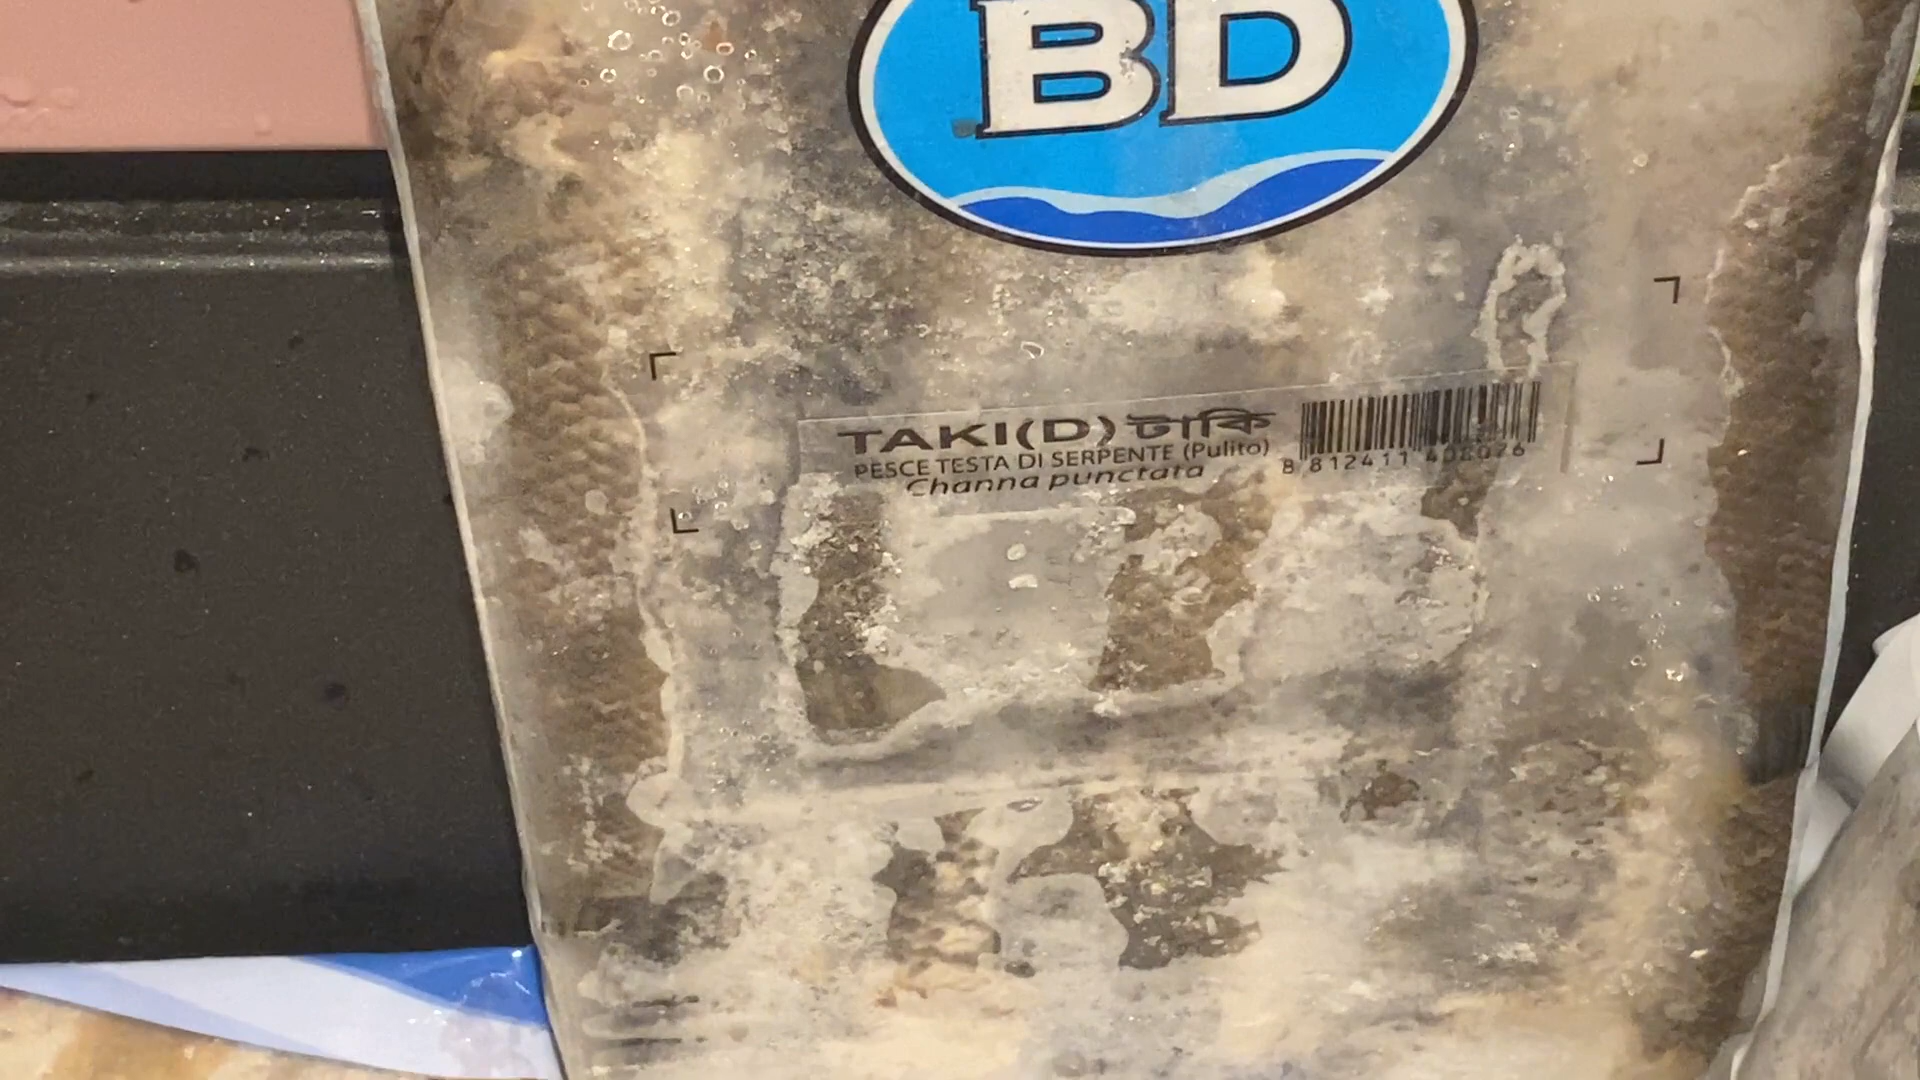 BD
TAKI(D) টাকি
PESCE TESTA DI SERPENTE (Pulito)
Channa punctata
8 812411 408076